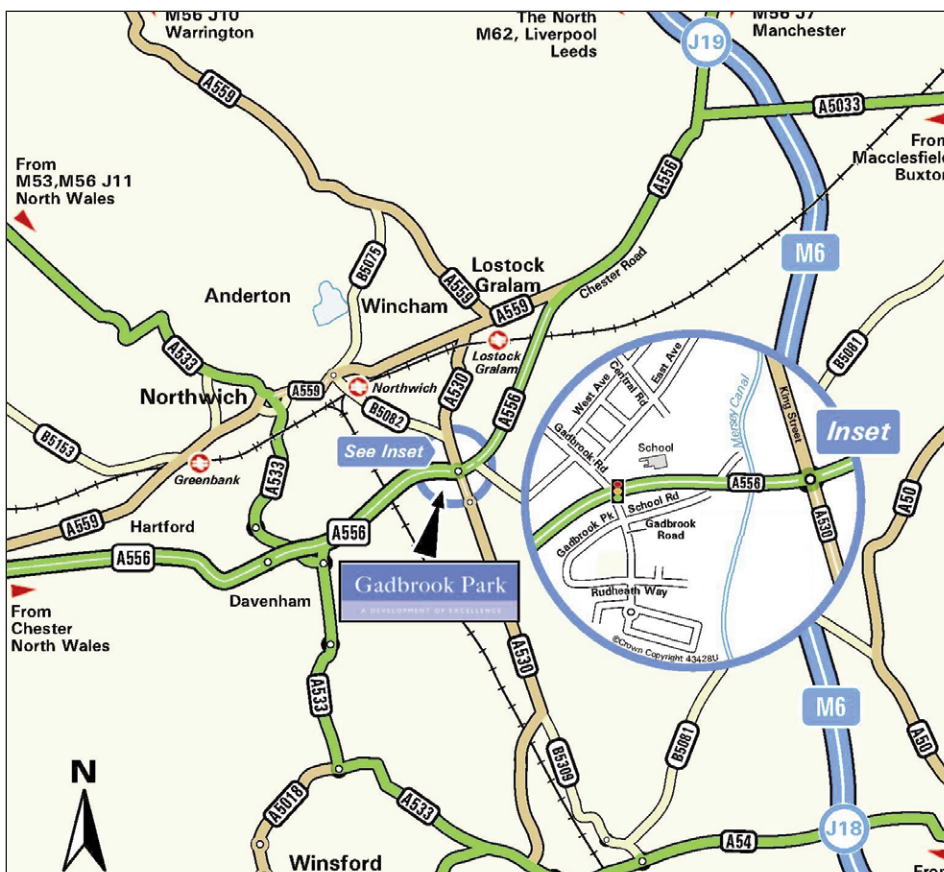 M56 J10
Warrington
The North
M62, Liverpool
Leeds
M56 J7
Manchester
J19
A559
A5033
From
Macclesfield
Buxton
From
M53,M56 J11
North Wales
A556
M6
B5075
Chester Road
Lostock
Gralam
Anderton
Wincham
A559
A559
A533
Lostock
Gralam
B5081
Northwich
A559
Northwich
A530
A556
B5082
B5153
See Inset
Greenbank
A533
A559
Hartford
A556
A556
Gadbrook Park
A DEVELOPMENT OF EXCELLENCE
Davenham
From
Chester
North Wales
West Ave
Central Rd
East Ave
Mersey Canal
King Street
Inset
Gadbrook Rd
School
A556
School Rd
Gadbrook Pk
Gadbrook
Road
A530
A50
Rudheath Way
©Crown Copyright 43428U
A530
A533
M6
B5081
A50
B5309
N
A5018
A533
J18
A54
Winsford
From